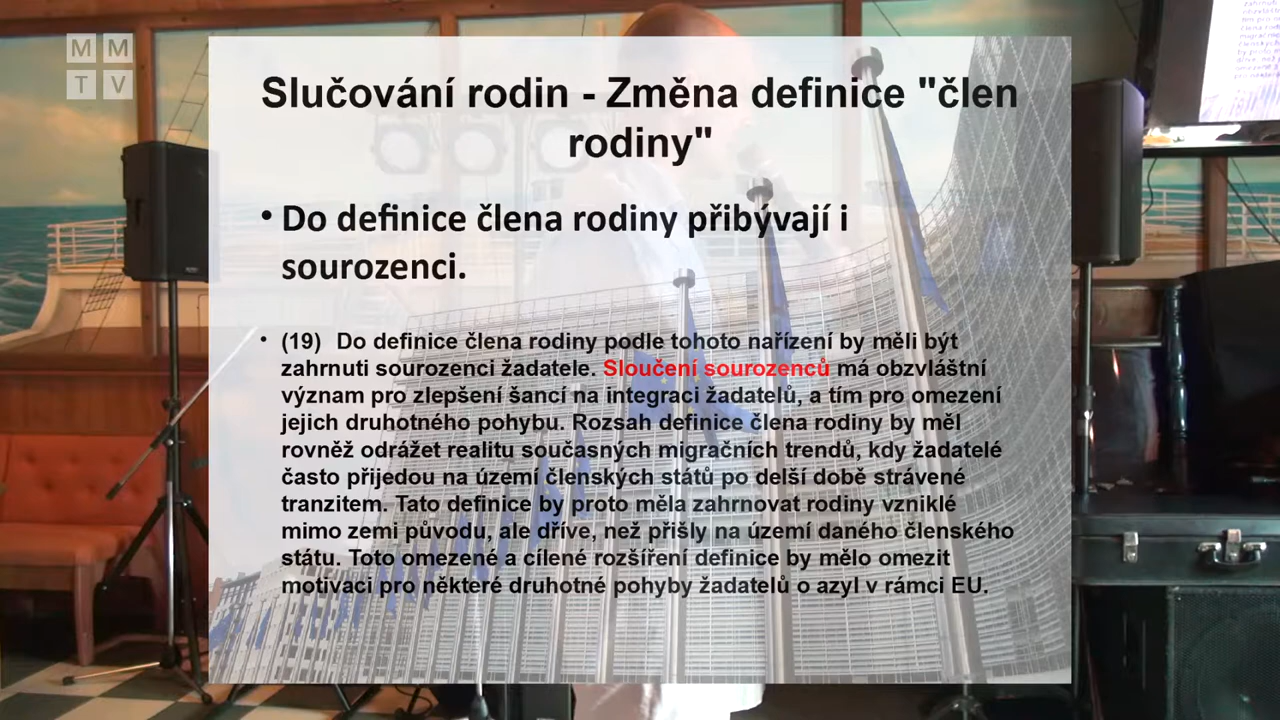 MM
TV
Slučování rodin - Změna definice "člen
rodiny"
• Do definice člena rodiny přibývají i
sourozenci.
• (19) Do definice člena rodiny podle tohoto nařízení by měli být
zahrnuti sourozenci žadatele. Sloučení sourozenců má obzvláštní
význam pro zlepšení šancí na integraci žadatelů, a tím pro omezení
jejich druhotného pohybu. Rozsah definice člena rodiny by měl
rovněž odrážet realitu současných migračních trendů, kdy žadatelé
často přijedou na území členských států po delší době strávené
tranzitem. Tato definice by proto měla zahrnovat rodiny vzniklé
mimo zemi původu, ale dříve, než přišly na území daného členského
státu. Toto omezené a cílené rozšíření definice by mělo omezit
motivaci pro některé druhotné pohyby žadatelů o azyl v rámci EU.